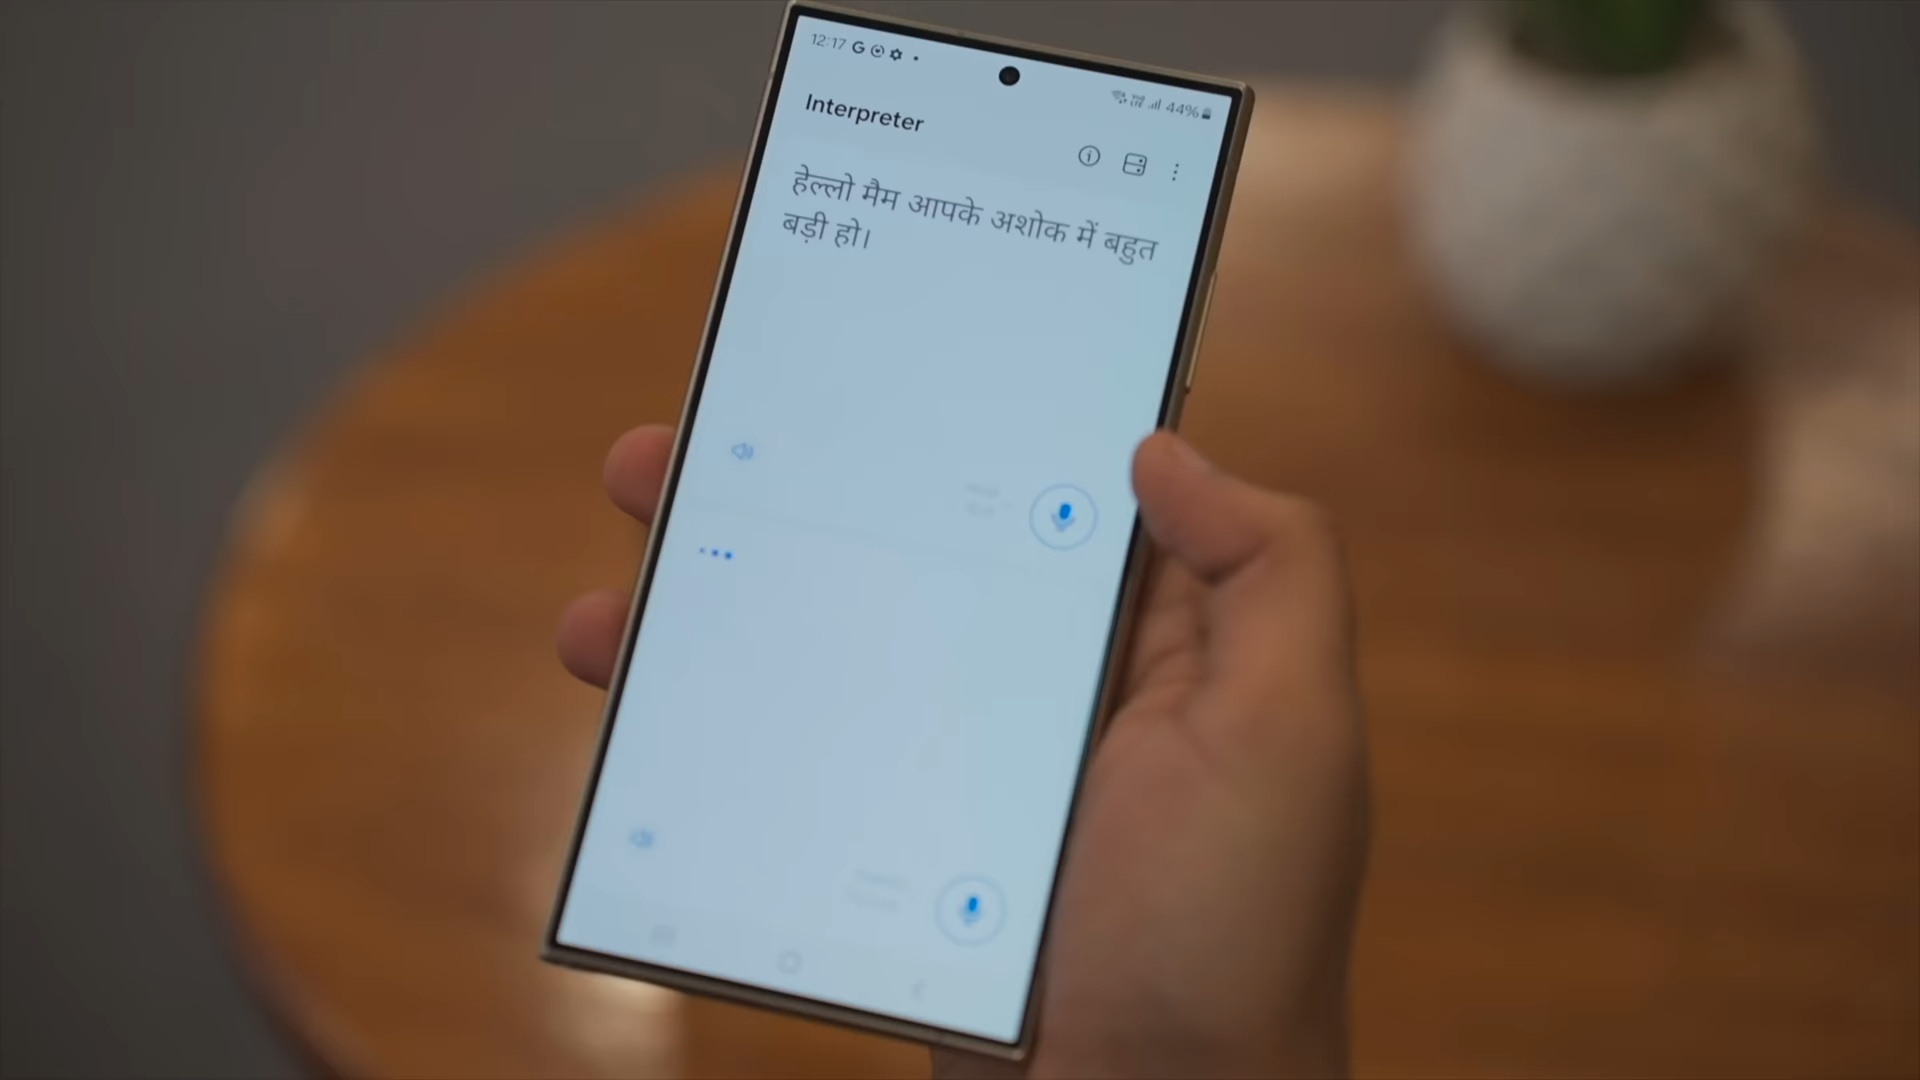 12:17 G
44%
Interpreter
हेल्लो मैम आपके अशोक में बहुत
बड़ी हो।